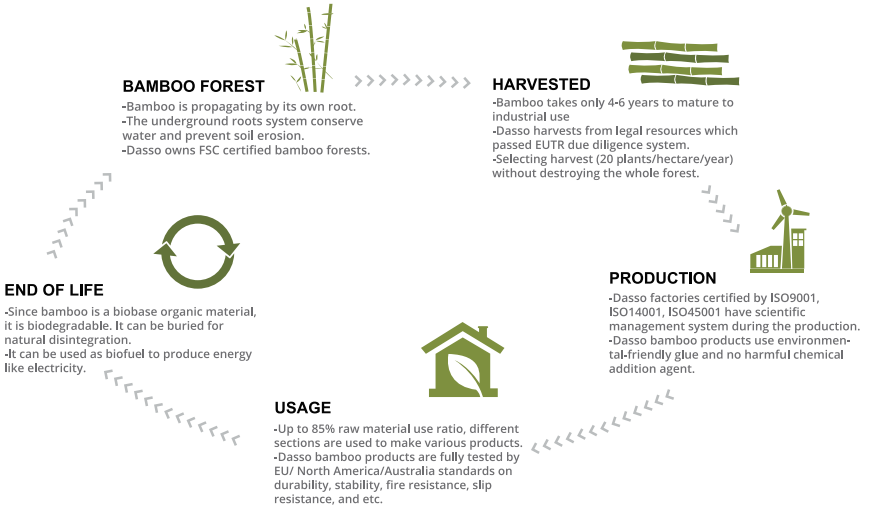 BAMBOO FOREST
-Bamboo is propagating by its own root.
-The underground roots system conserve
water and prevent soil erosion.
-Dasso owns FSC certified bamboo forests.
HARVESTED
-Bamboo takes only 4-6 years to mature to
industrial use
-Dasso harvests from legal resources which
passed EUTR due diligence system.
-Selecting harvest (20 plants/hectare/year)
without destroying the whole forest.
PRODUCTION
-Dasso factories certified by ISO9001,
ISO14001, ISO45001 have scientific
management system during the production.
-Dasso bamboo products use environmen-
tal-friendly glue and no harmful chemical
addition agent.
USAGE
-Up to 85% raw material use ratio, different
sections are used to make various products.
-Dasso bamboo products are fully tested by
EU/ North America/Australia standards on
durability, stability, fire resistance, slip
resistance, and etc.
END OF LIFE
-Since bamboo is a biobase organic material,
it is biodegradable. It can be buried for
natural disintegration.
-It can be used as biofuel to produce energy
like electricity.